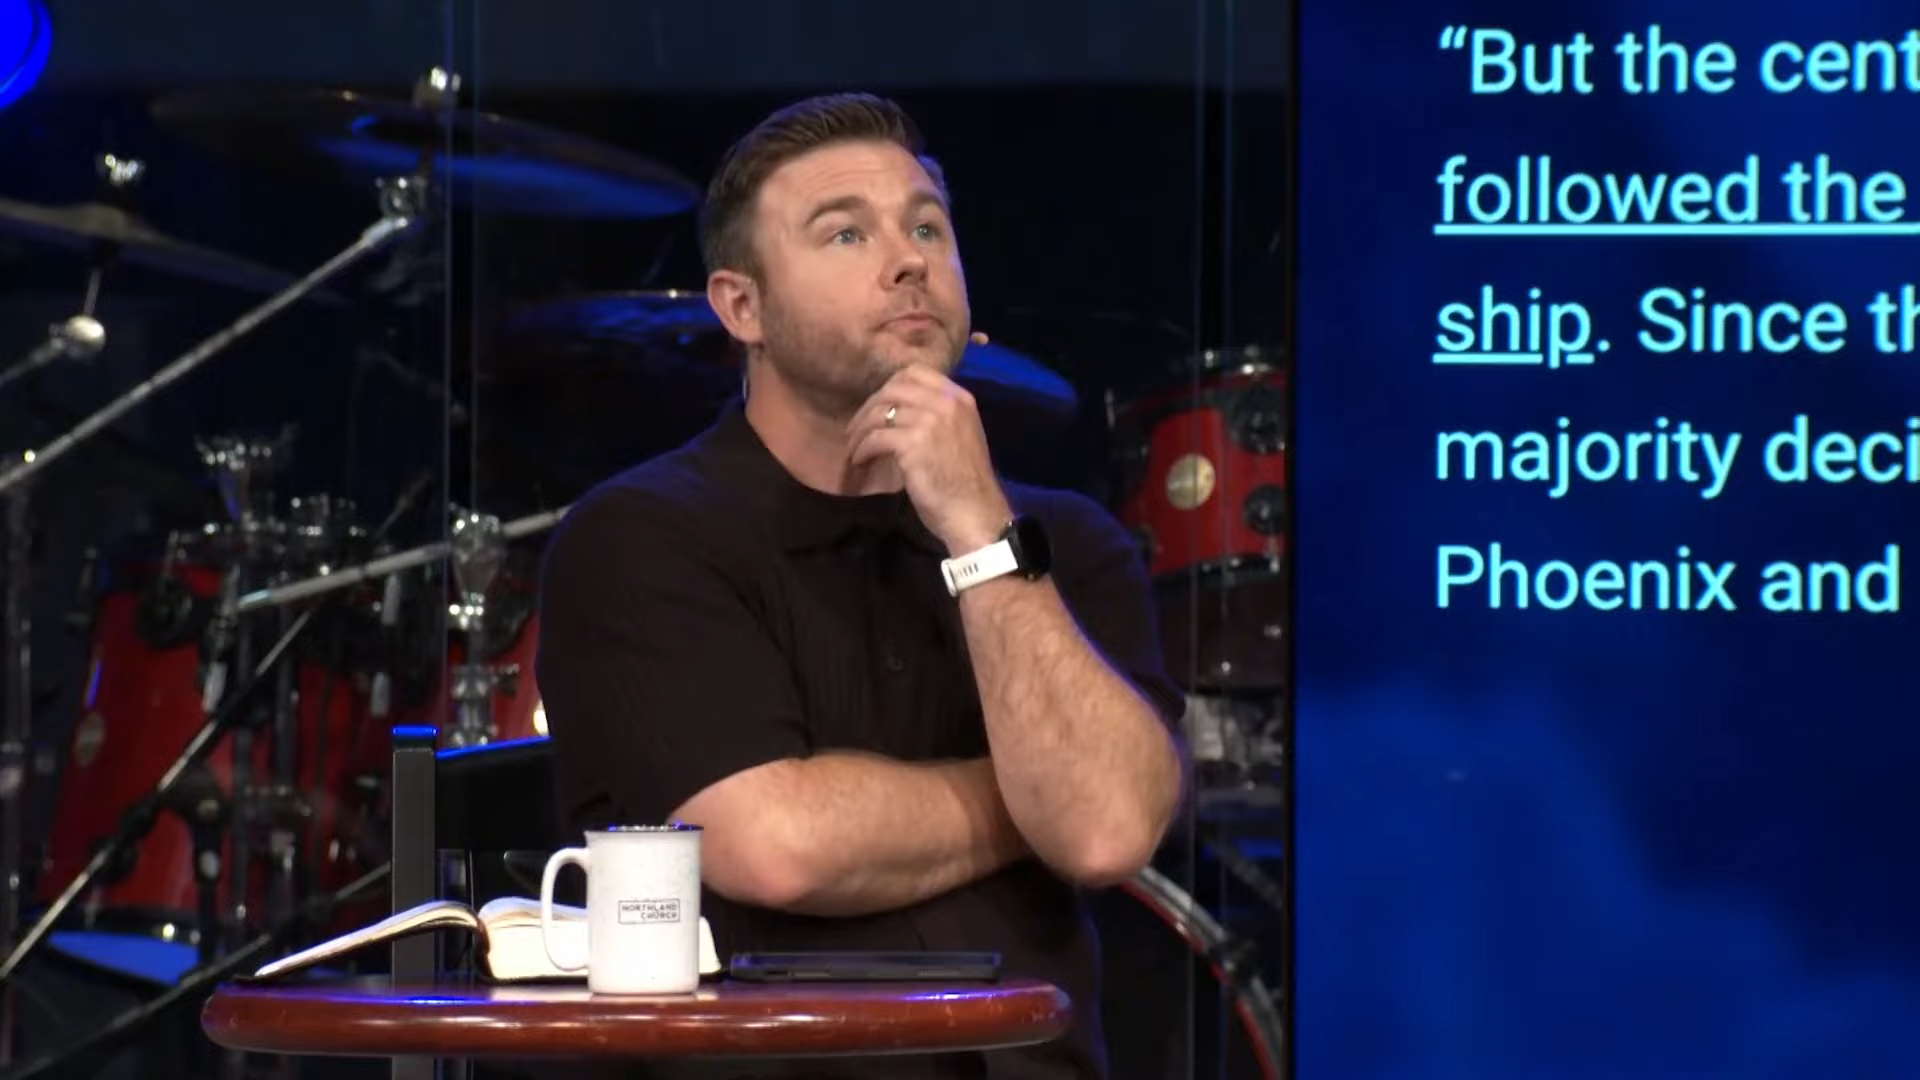 “But the cent
followed the
ship. Since th
majority deci
Phoenix and
NORTHLAND
CHURCH